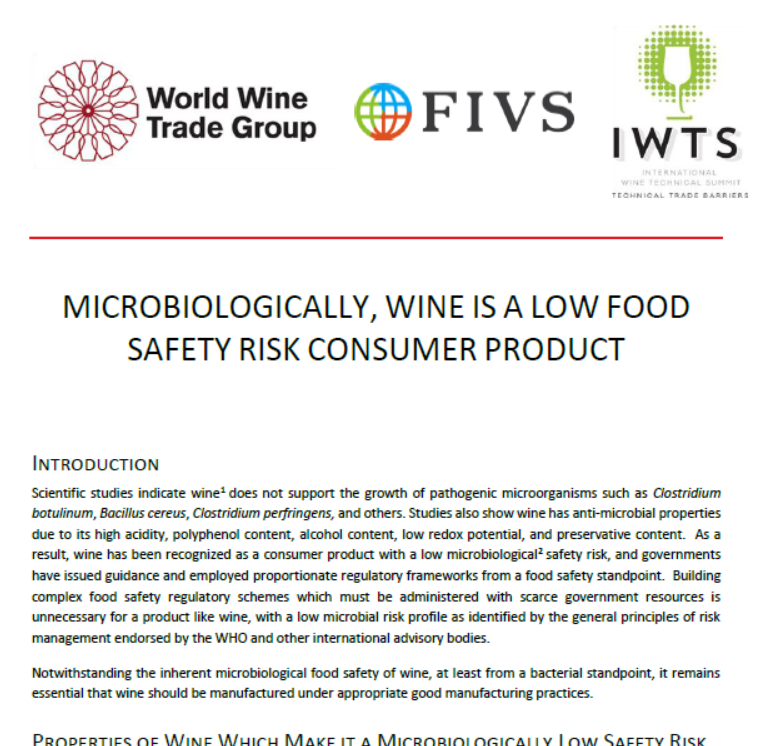 World Wine
Trade Group
FIVS
IWTS
INTERNATIONAL
WINE TECHNICAL SUMMIT
TECHNICAL TRADE BARRIERS
MICROBIOLOGICALLY, WINE IS A LOW FOOD
SAFETY RISK CONSUMER PRODUCT
INTRODUCTION
Scientific studies indicate wine¹ does not support the growth of pathogenic microorganisms such as Clostridium
botulinum, Bacillus cereus, Clostridium perfringens, and others. Studies also show wine has anti-microbial properties
due to its high acidity, polyphenol content, alcohol content, low redox potential, and preservative content. As a
result, wine has been recognized as a consumer product with a low microbiological² safety risk, and governments
have issued guidance and employed proportionate regulatory frameworks from a food safety standpoint. Building
complex food safety regulatory schemes which must be administered with scarce government resources is
unnecessary for a product like wine, with a low microbial risk profile as identified by the general principles of risk
management endorsed by the WHO and other international advisory bodies.
Notwithstanding the inherent microbiological food safety of wine, at least from a bacterial standpoint, it remains
essential that wine should be manufactured under appropriate good manufacturing practices.
PROPERTIES OF WINE WHICH MAKE IT A MICROBIOLOGICALLY LOW SAFETY RISK